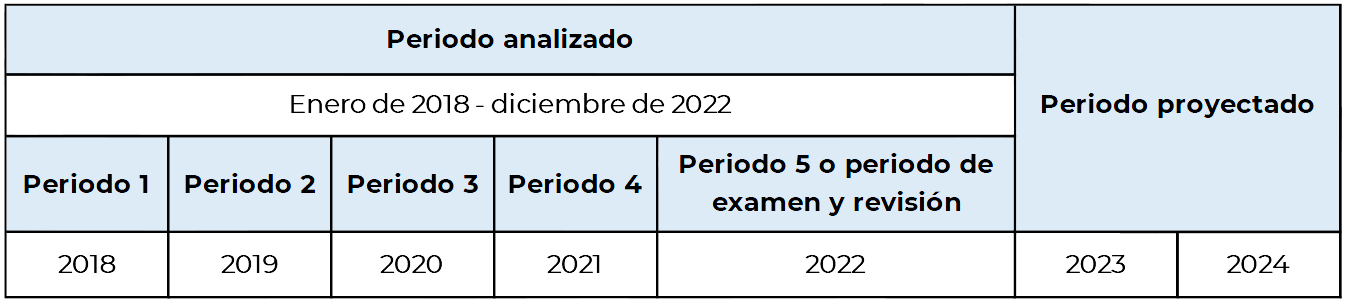 Periodo analizado
Periodo proyectado
Enero de 2018 - diciembre de 2022
Periodo 1
Periodo 2
Periodo 3
Periodo 4
Periodo 5 o periodo de
examen y revisión
2018
2019
2020
2021
2022
2023
2024